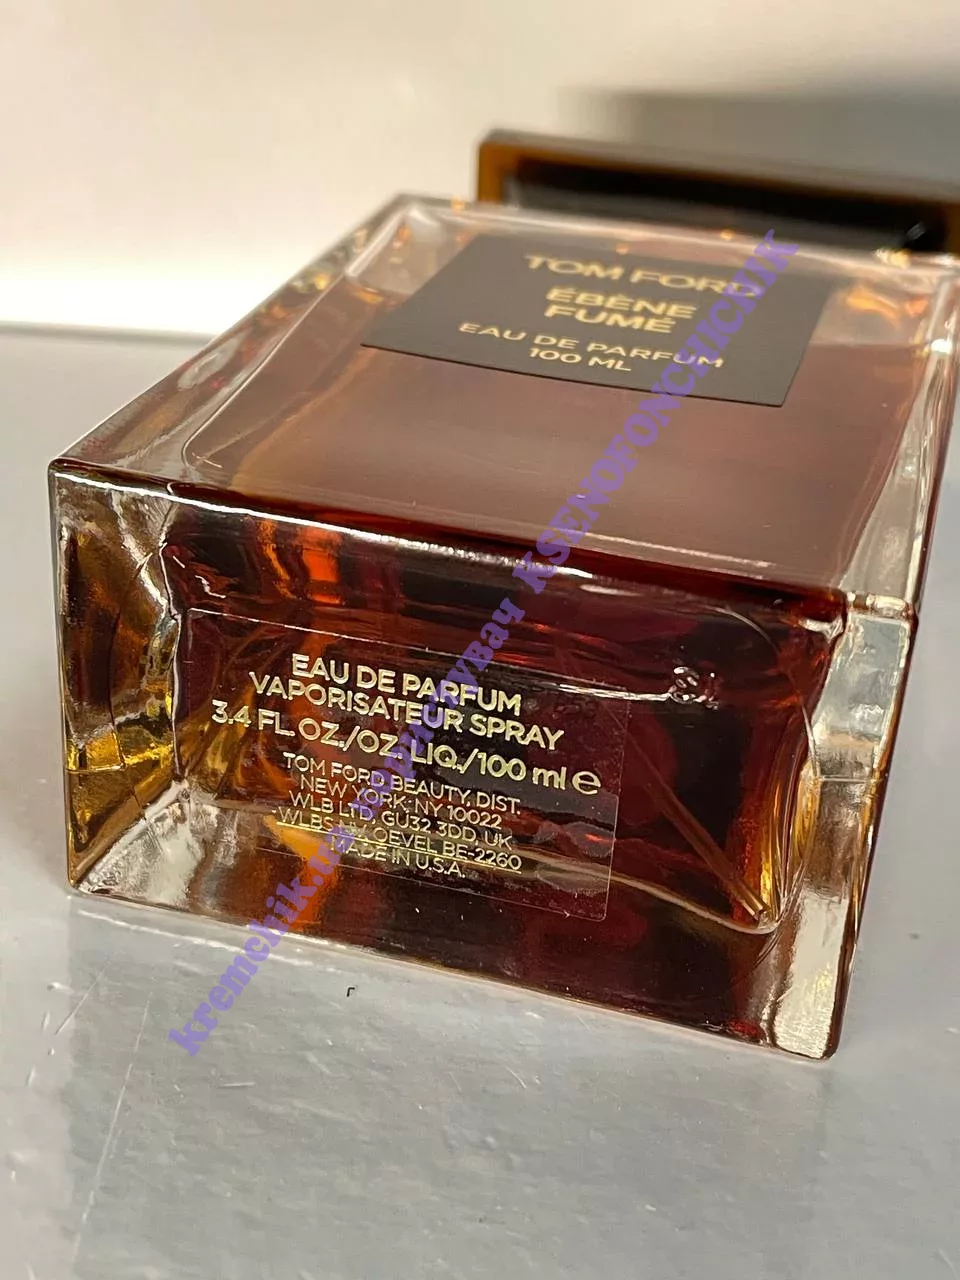 TOM FORD
ÉBÈNE
FUMÉ
EAU DE PARFUM
100 ML
EAU DE PARFUM
VAPORISATEUR SPRAY
3.4 FL. OZ./OZ. LIQ./100 ml e
TOM FORD BEAUTY, DIST.
NEW YORK, NY 10022
WLB LTD, GU32 3DD, UK
OEVEL BE-2260
MADE IN U.S.A.
KSENOFONCHICHIK